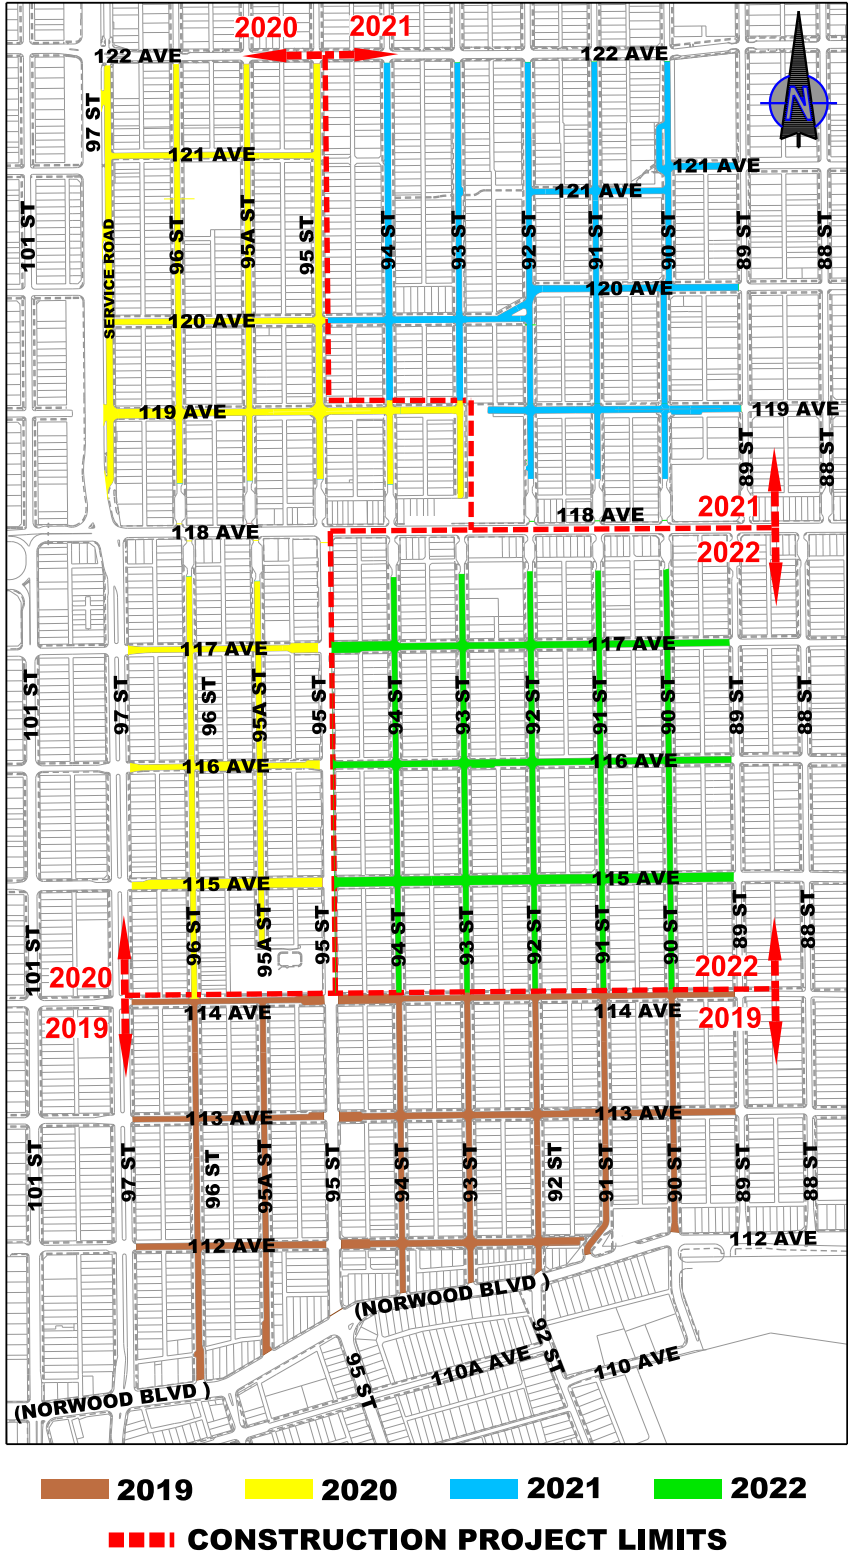 2020 2021
122 AVE 122 AVE
N
97 ST
121 AVE 121 AVE
121 AVE
101 ST SERVICE ROAD 96 ST 95A ST 95 ST 94 ST 93 ST 92 ST 91 ST 90 ST 89 ST 88 ST
120 AVE
120 AVE
119 AVE 119 AVE
89 ST 88 ST
2021
118 AVE 118 AVE
2022
117 AVE 117 AVE
101 ST 97 ST 96 ST 95A ST 95 ST 94 ST 93 ST 92 ST 91 ST 90 ST 89 ST 88 ST
116 AVE 116 AVE
115 AVE 115 AVE
101 ST 96 ST 95A ST 95 ST 94 ST 93 ST 92 ST 91 ST 90 ST 89 ST 88 ST
2020 2022
2019 114 AVE 114 AVE 2019
113 AVE 113 AVE
101 ST 97 ST 96 ST 95A ST 95 ST 94 ST 93 ST 92 ST 91 ST 90 ST 89 ST 88 ST
112 AVE 112 AVE
(NORWOOD BLVD )
92 ST
95 ST 110A AVE 110 AVE
(NORWOOD BLVD )
2019 2020 2021 2022
CONSTRUCTION PROJECT LIMITS